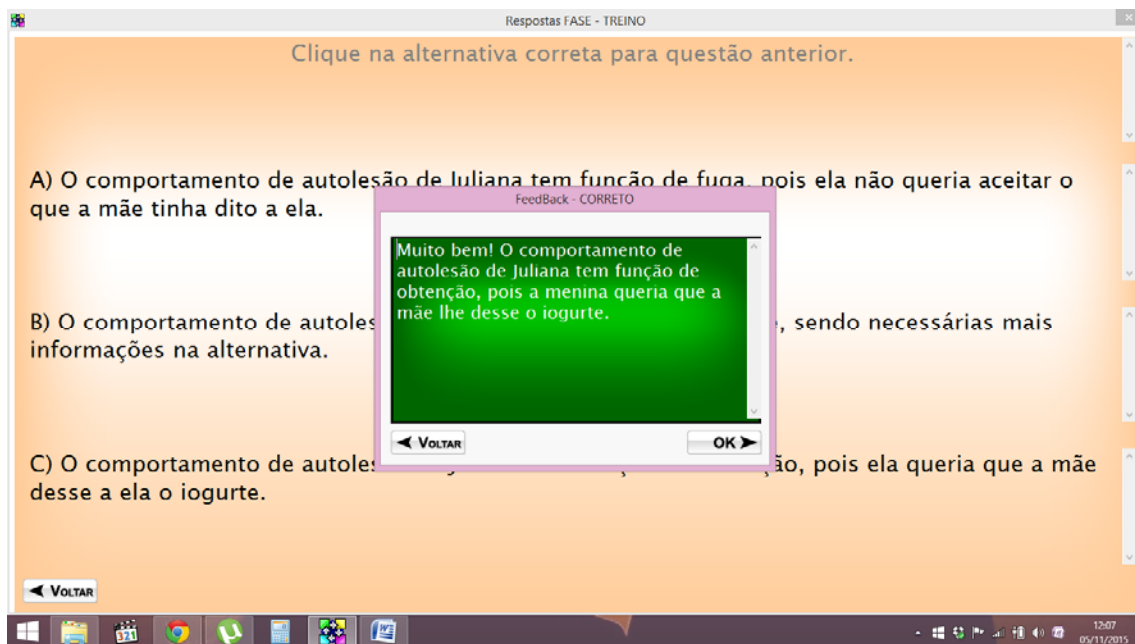 Respostas FASE - TREINO
Clique na alternativa correta para questão anterior.
A) O comportamento de autolesão de Juliana tem função de fuga, pois ela não queria aceitar o
que a mãe tinha dito a ela.
FeedBack - CORRETO
Muito bem! O comportamento de
autolesão de Juliana tem função de
obtenção, pois a menina queria que a
mãe lhe desse o iogurte.
B) O comportamento de autoles , sendo necessárias mais
informações na alternativa.
VOLTAR
OK
C) O comportamento de autoles ão, pois ela queria que a mãe
desse a ela o iogurte.
VOLTAR
321
12:07
05/11/2015